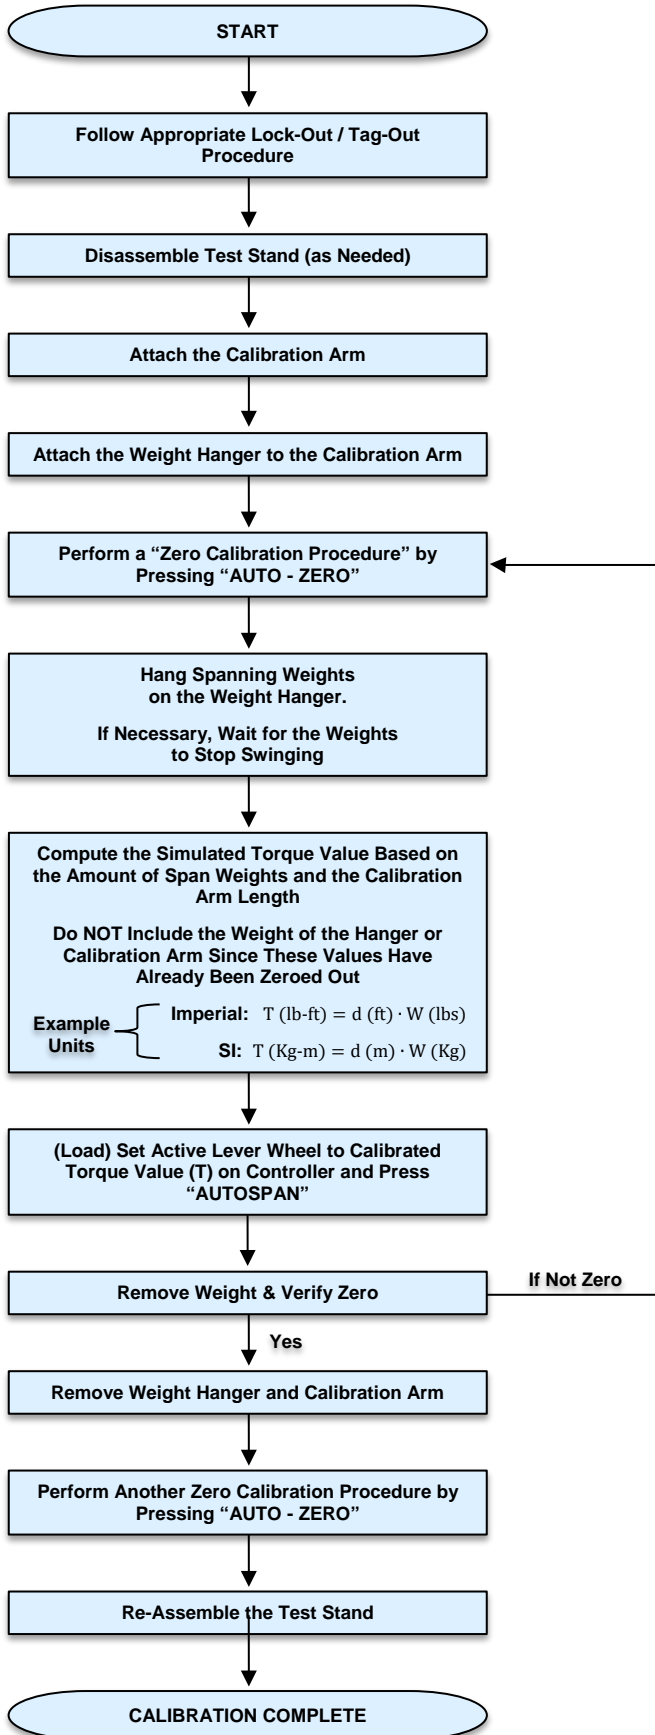 START
Follow Appropriate Lock-Out / Tag-Out
Procedure
Disassemble Test Stand (as Needed)
Attach the Calibration Arm
Attach the Weight Hanger to the Calibration Arm
Perform a “Zero Calibration Procedure” by
Pressing “AUTO - ZERO”
Hang Spanning Weights
on the Weight Hanger.
If Necessary, Wait for the Weights
to Stop Swinging
Compute the Simulated Torque Value Based on
the Amount of Span Weights and the Calibration
Arm Length
Do NOT Include the Weight of the Hanger or
Calibration Arm Since These Values Have
Already Been Zeroed Out
Example
Units
Imperial: T (lb-ft) = d (ft) · W (lbs)
SI: T (Kg-m) = d (m) · W (Kg)
(Load) Set Active Lever Wheel to Calibrated
Torque Value (T) on Controller and Press
“AUTOSPAN”
Remove Weight & Verify Zero
If Not Zero
Yes
Remove Weight Hanger and Calibration Arm
Perform Another Zero Calibration Procedure by
Pressing “AUTO - ZERO”
Re-Assemble the Test Stand
CALIBRATION COMPLETE